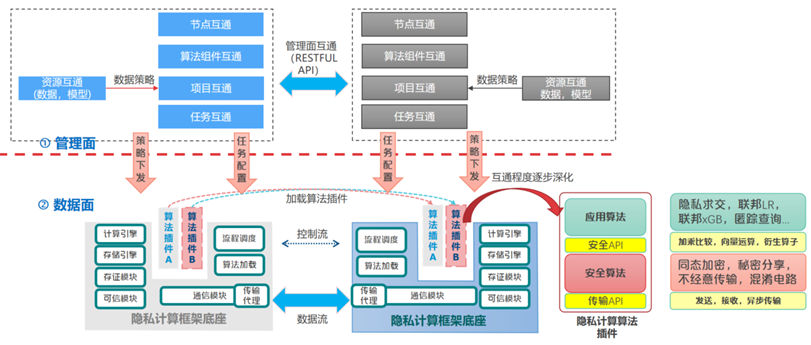 节点互通
算法组件互通
项目互通
任务互通
资源互通
(数据，模型)
数据策略
管理面互通
(RESTFUL
API)
节点互通
算法组件互通
项目互通
任务互通
数据策略
资源互通
数据，模型
① 管理面
策略下发
任务配置
任务配置
策略下发
互通程度逐步深化
② 数据面
加载算法插件
算法插件A
算法插件B
算法插件A
算法插件B
计算引擎
存储引擎
存证模块
可信模块
流程调度
算法加载
通信模块
传输
代理
隐私计算框架底座
控制流
数据流
流程调度
算法加载
计算引擎
存储引擎
存证模块
可信模块
传输
代理
通信模块
隐私计算框架底座
应用算法
安全API
安全算法
传输API
隐私计算算法
插件
隐私求交，联邦LR，
联邦xGB，匿踪查询...
加乘比较，向量运算，衍生算子
同态加密，秘密分享，
不经意传输，混淆电路
发送，接收，异步传输